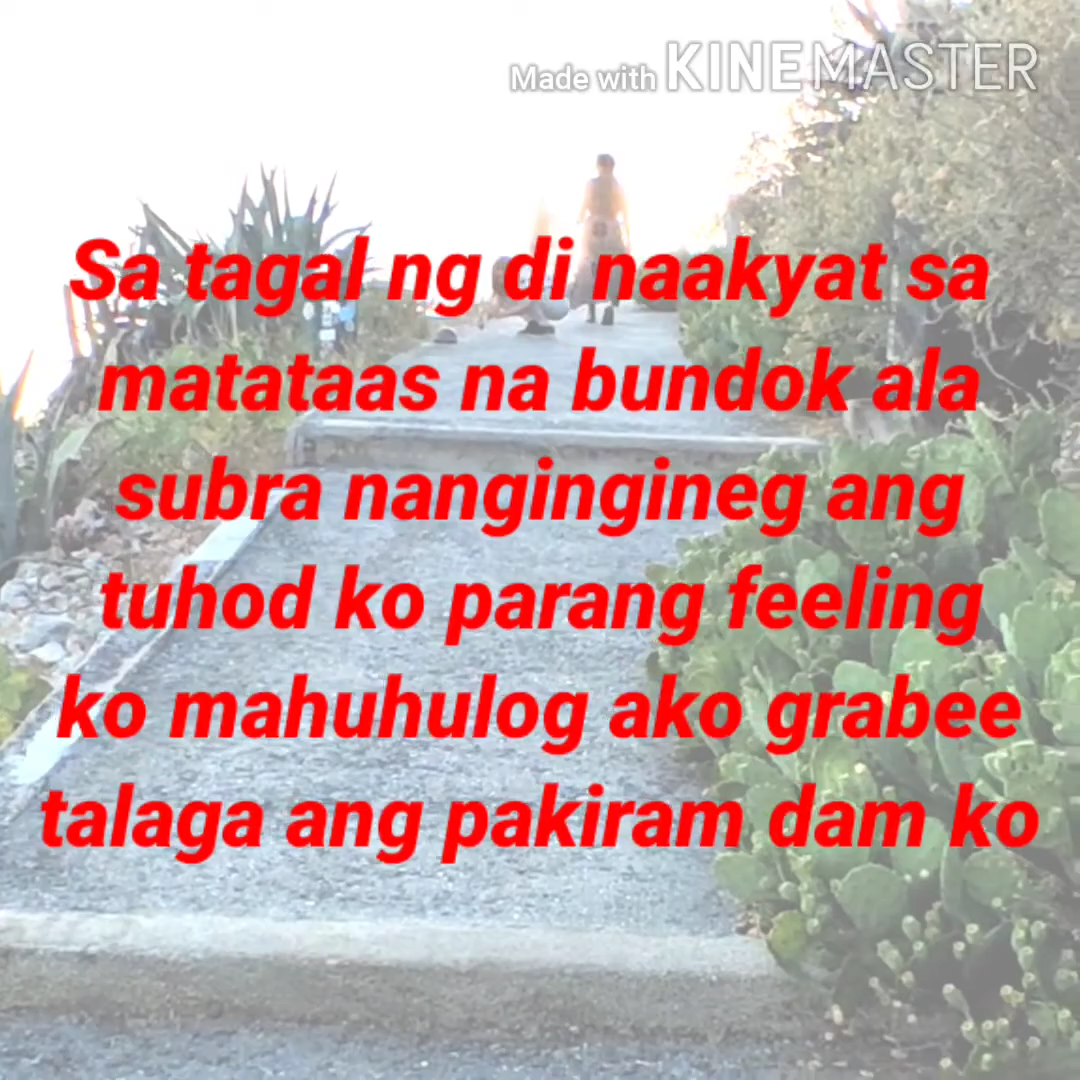 Made with KINEMASTER
Sa tagal ng di naakyat sa
matataas na bundok ala
subra nangingineg ang
tuhod ko parang feeling
ko mahuhulog ako grabee
talaga ang pakiram dam ko